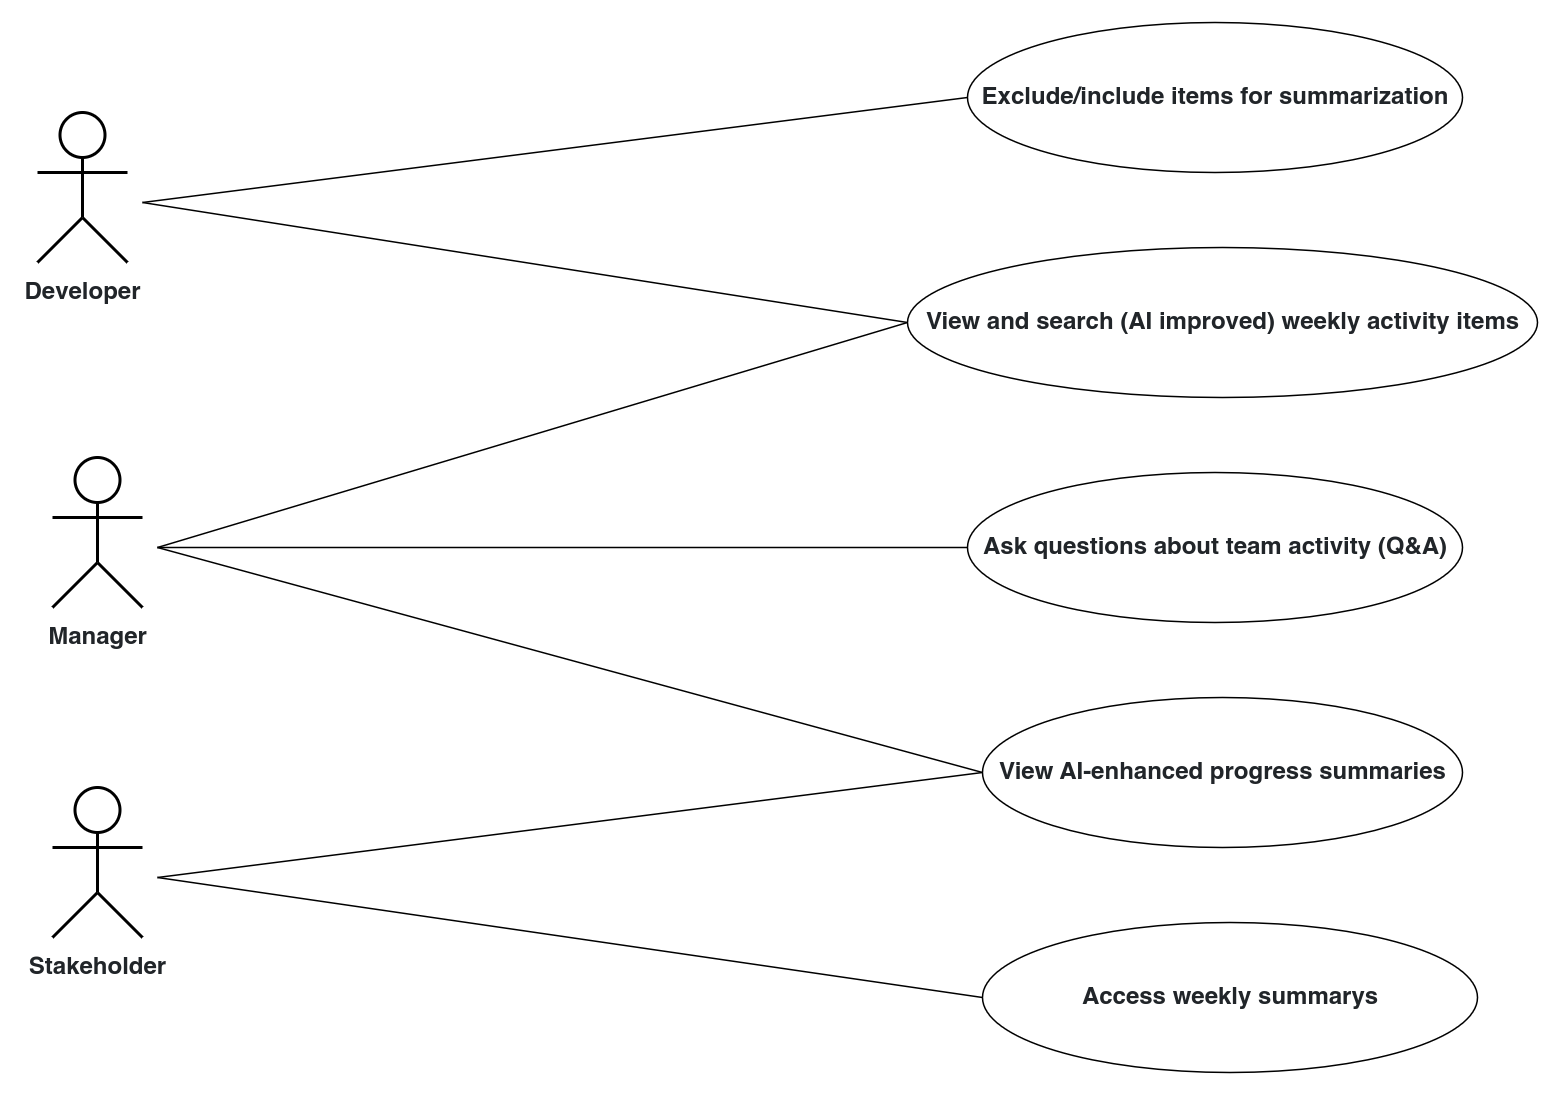 Exclude/include items for summarization
Developer
View and search (AI improved) weekly activity items
Ask questions about team activity (Q&A)
Manager
View AI-enhanced progress summaries
Stakeholder
Access weekly summarys